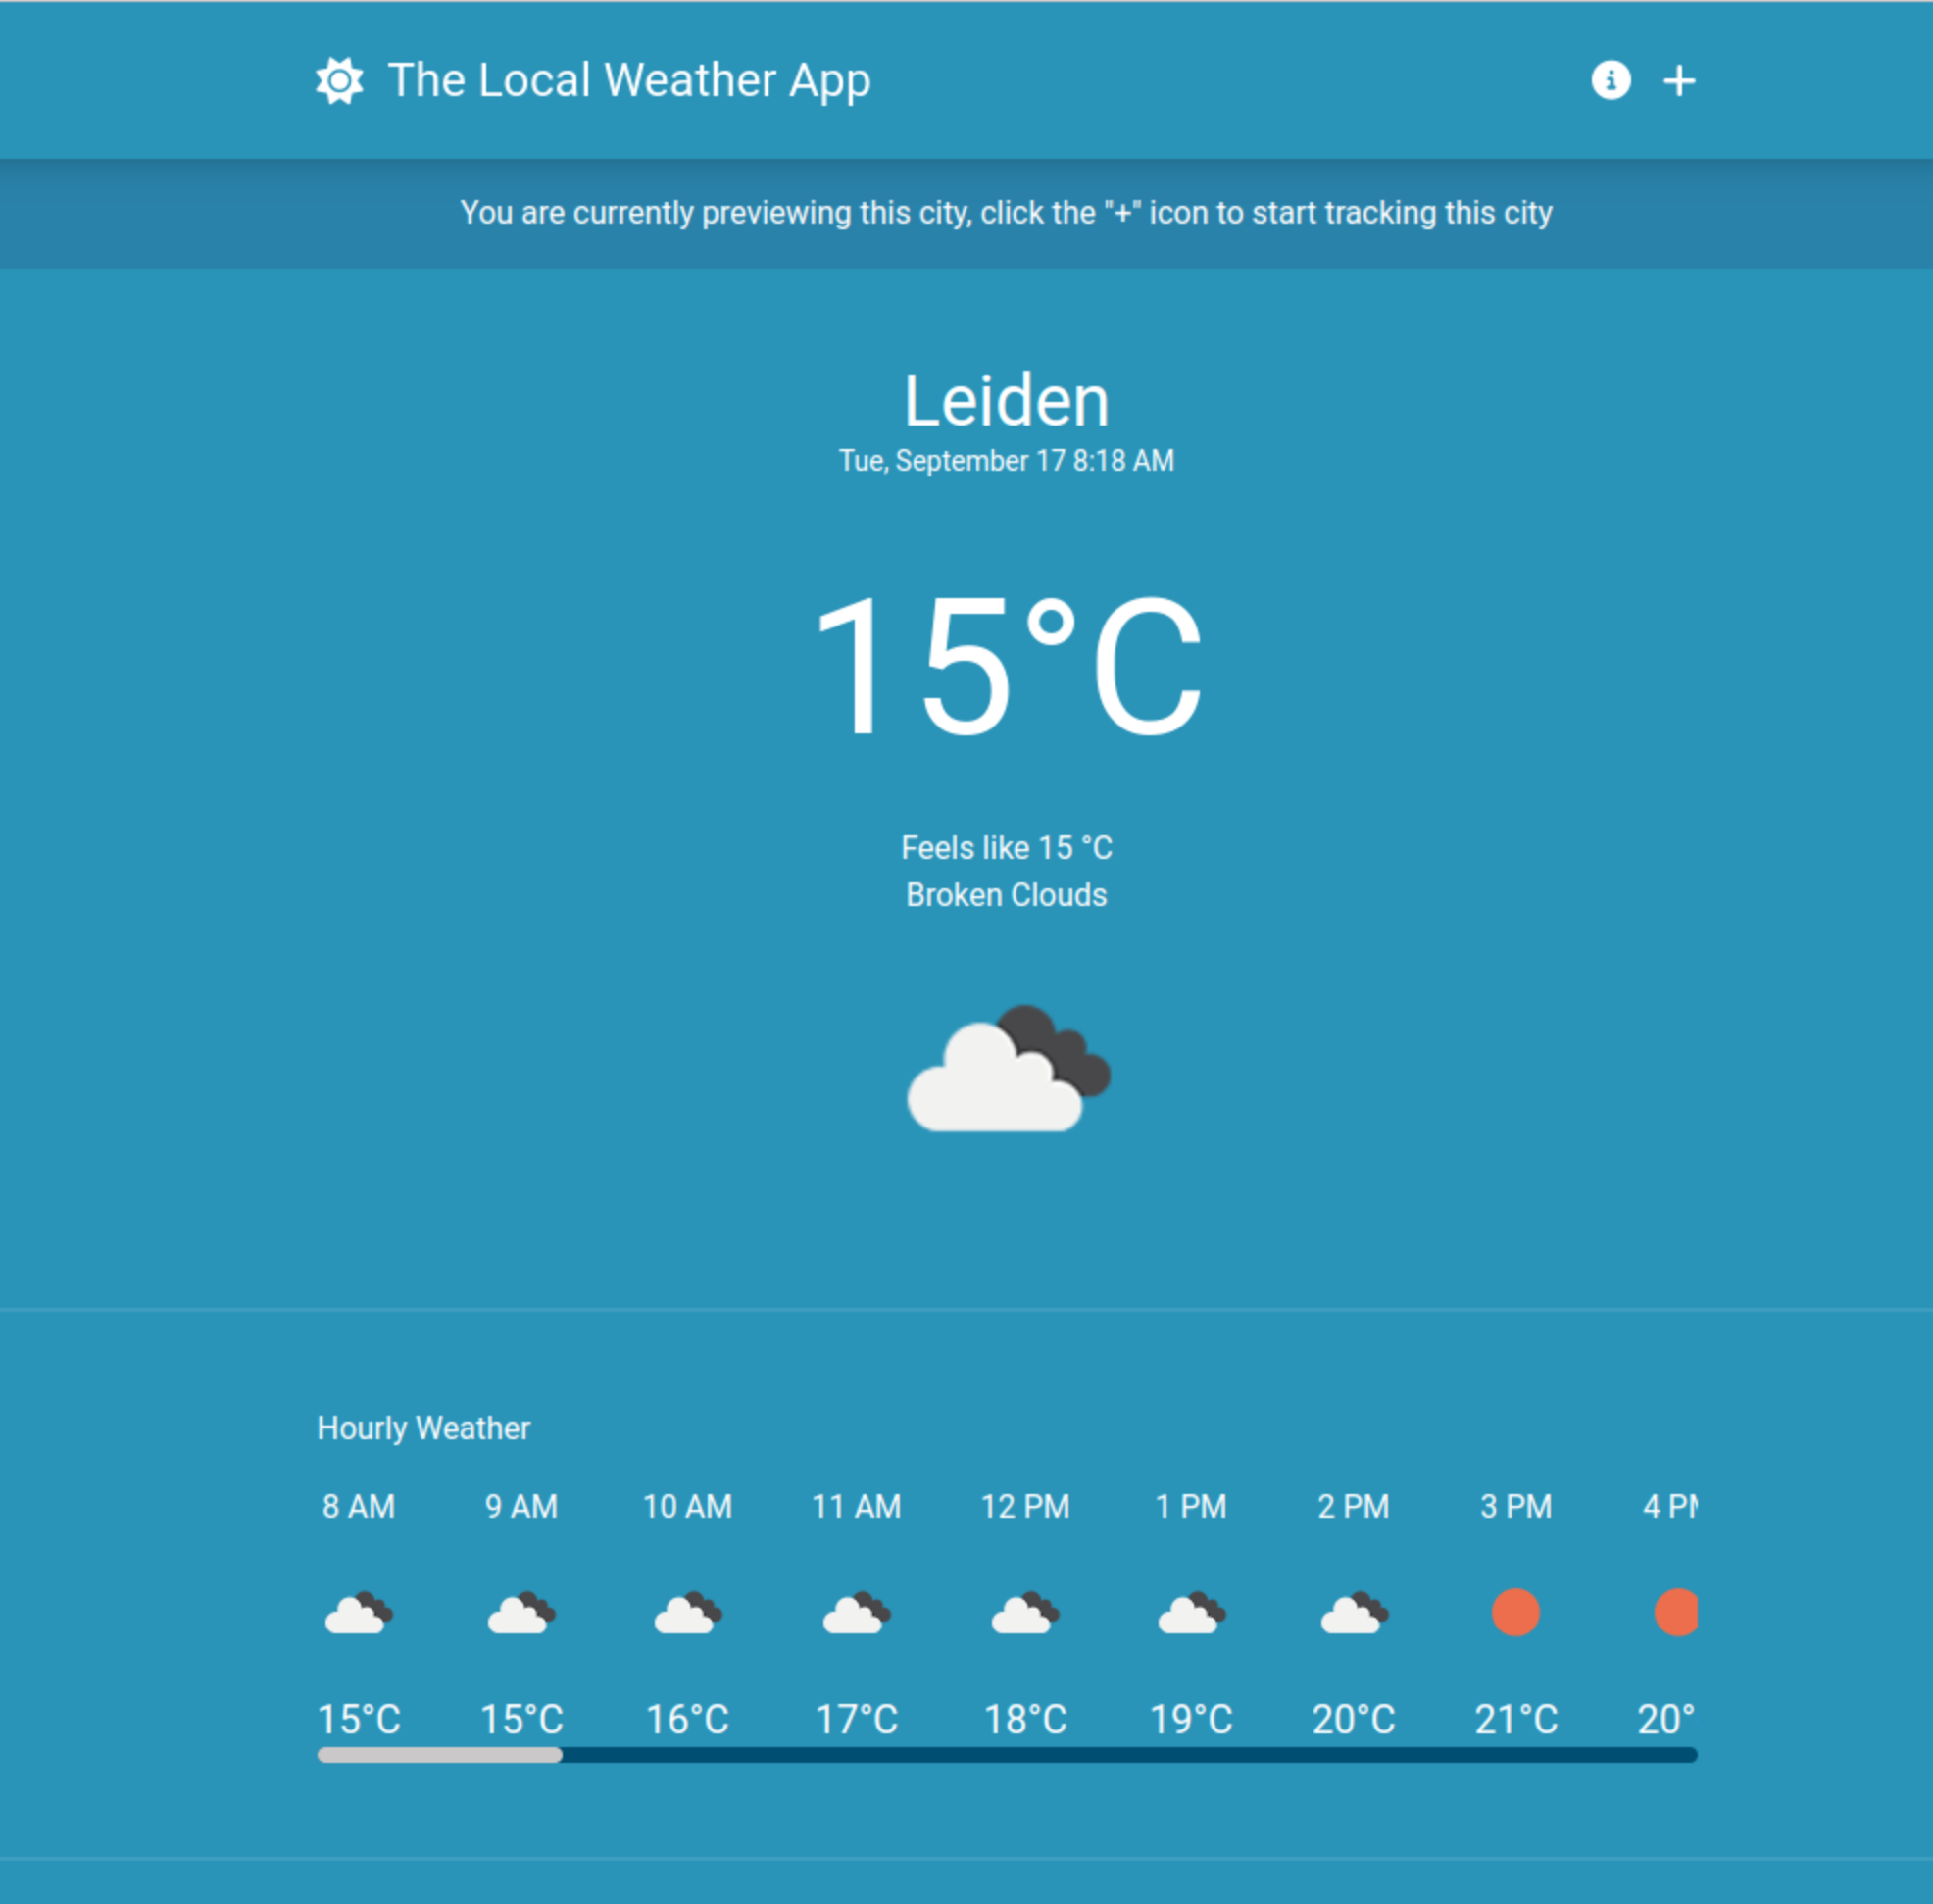 The Local Weather App
You are currently previewing this city, click the "+" icon to start tracking this city
Leiden
Tue, September 17 8:18 AM
15°C
Feels like 15 °C
Broken Clouds
Hourly Weather
8 AM 9 AM 10 AM 11 AM 12 PM 1 PM 2 PM 3 PM 4 PM
15°C 15°C 16°C 17°C 18°C 19°C 20°C 21°C 20°